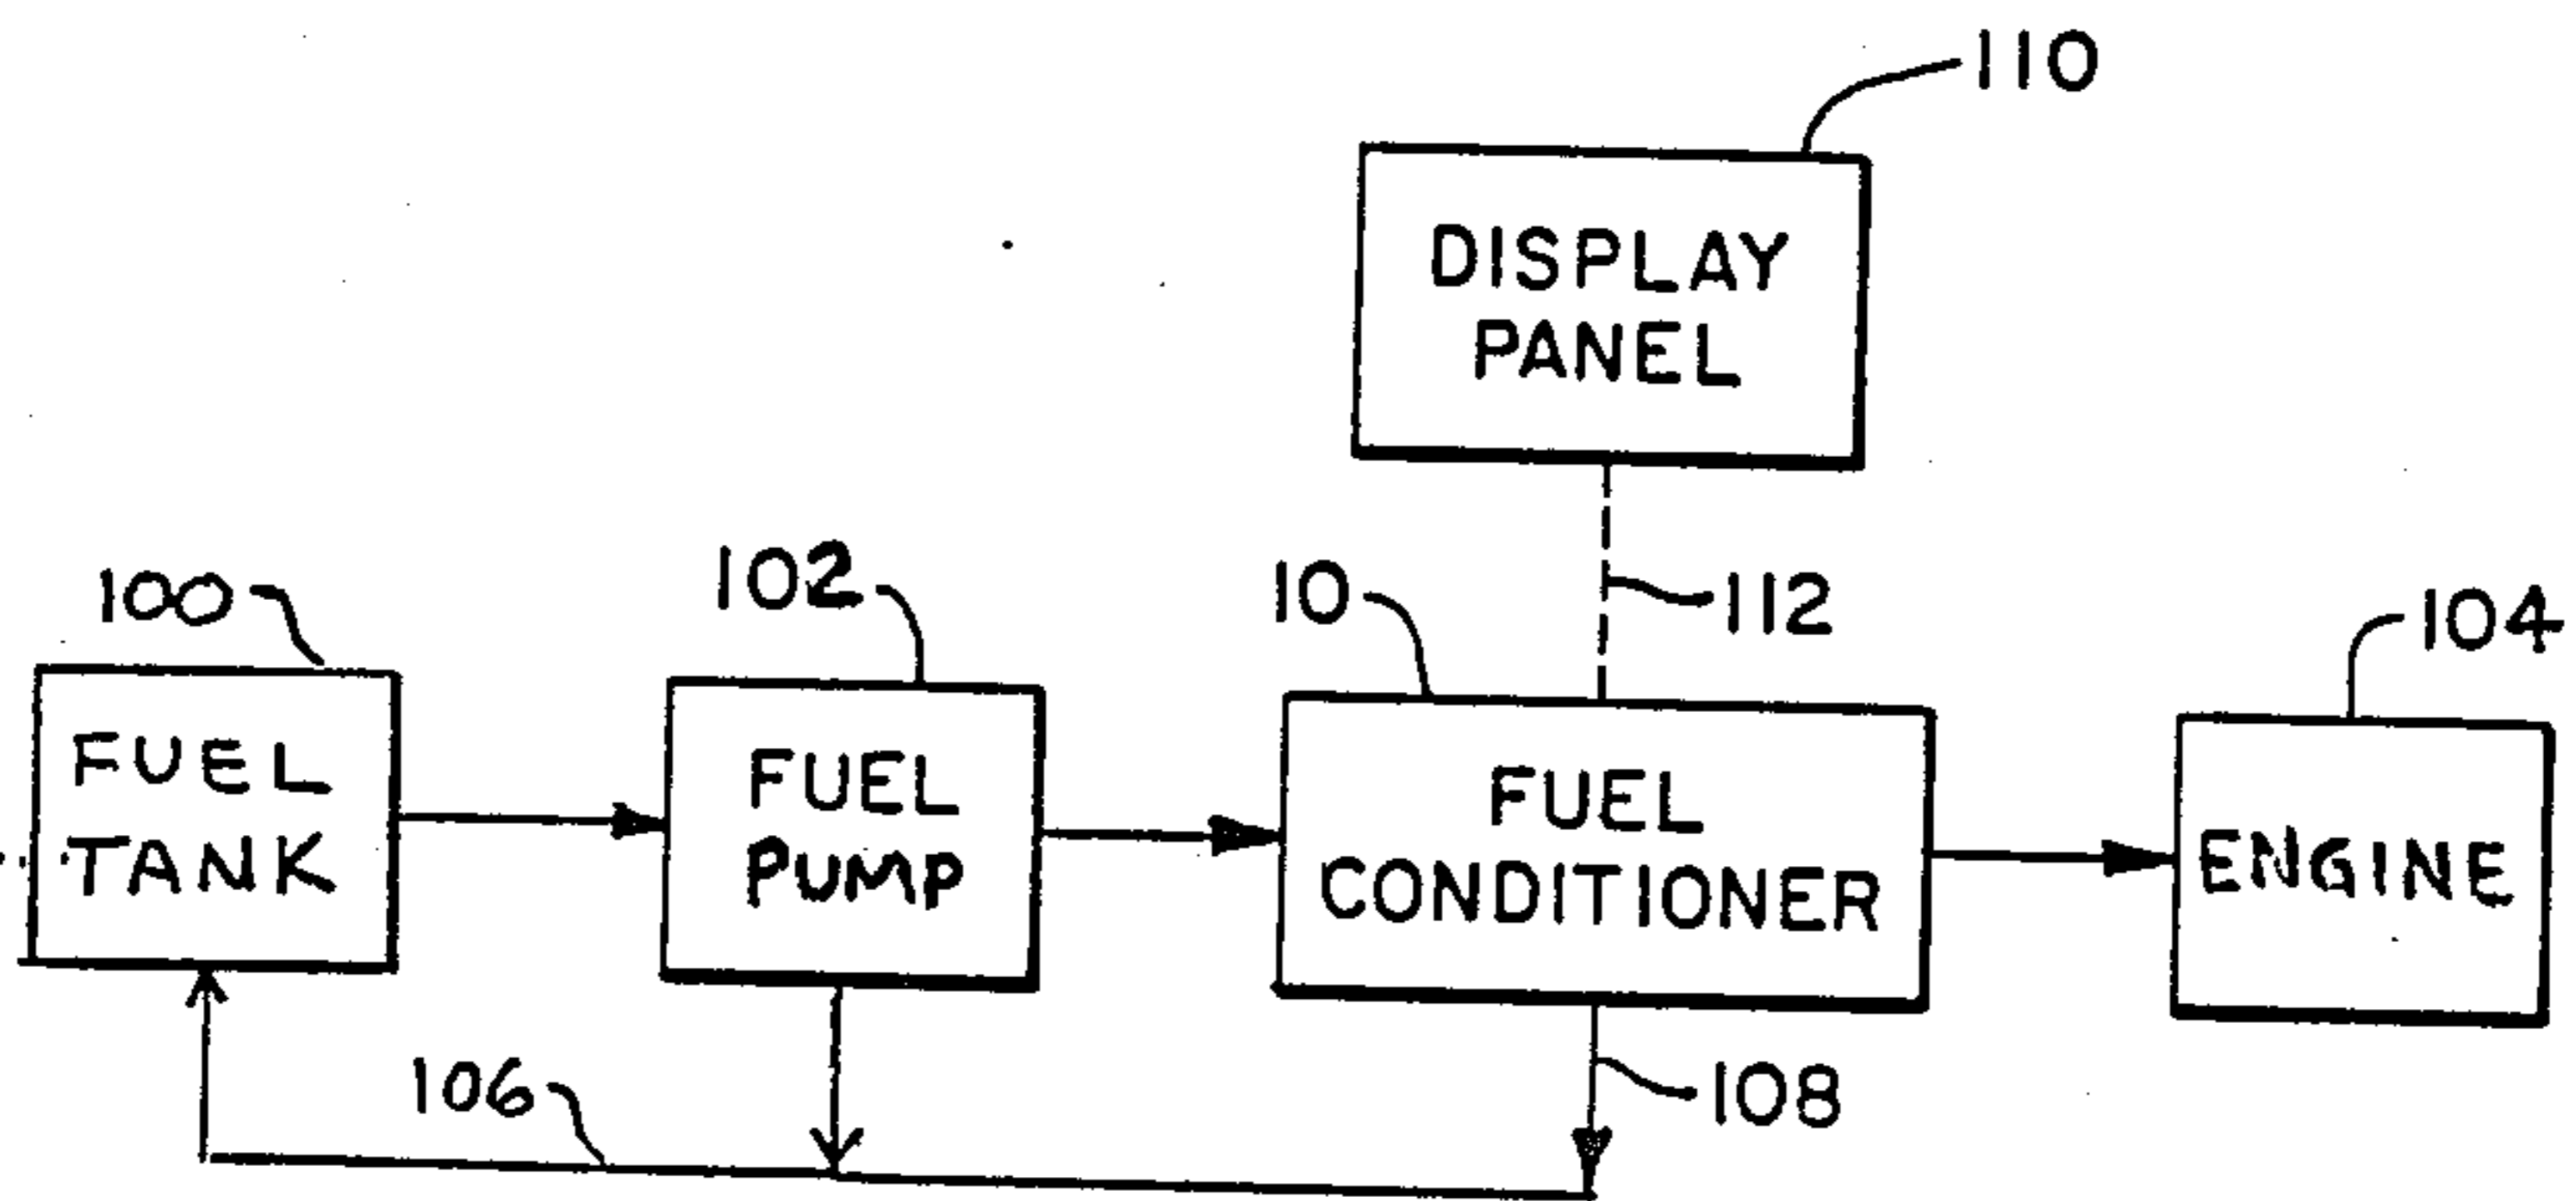 110
DISPLAY
PANEL
100
102
10
112
104
FUEL
TANK
FUEL
PUMP
FUEL
CONDITIONER
ENGINE
106
108